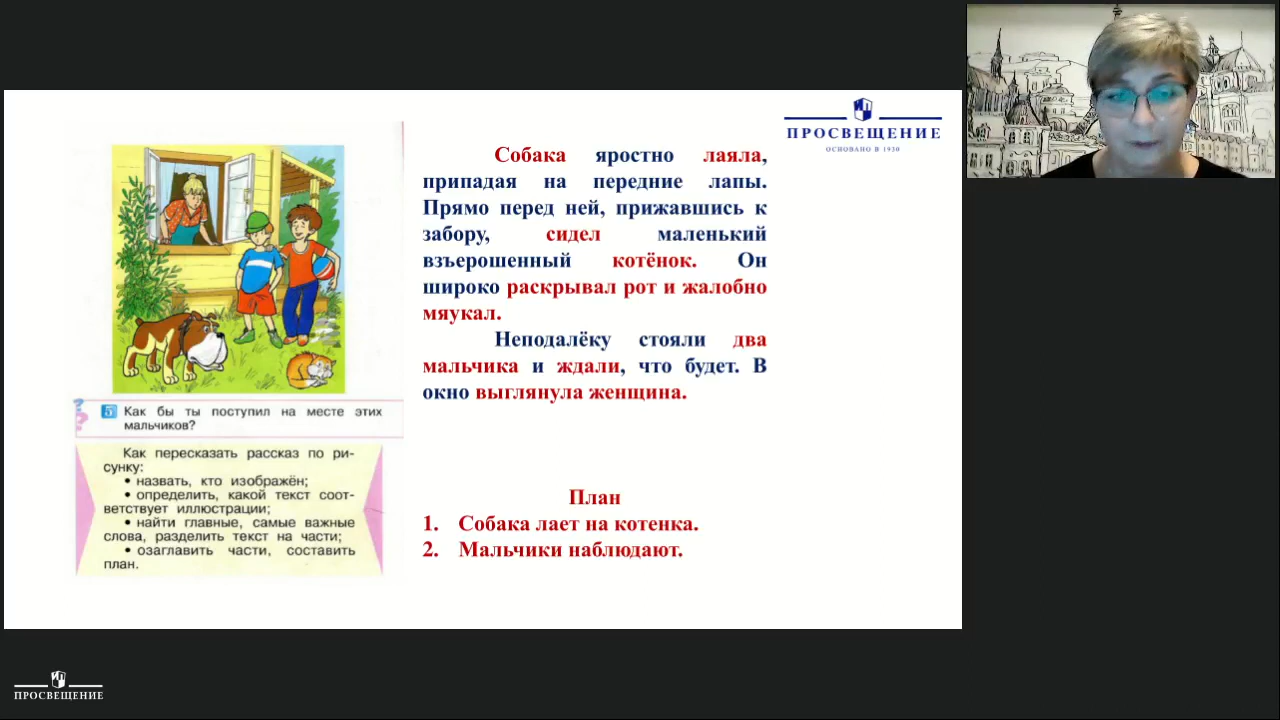 ПРОСВЕЩЕНИЕ
ОСНОВАНО В 1930
Собака яростно лаяла,
припадая на передние лапы.
Прямо перед ней, прижавшись к
забору, сидел маленький
взъерошенный котёнок. Он
широко раскрывал рот и жалобно
мяукал.
Неподалёку стояли два
мальчика и ждали, что будет. В
окно выглянула женщина.
5 Как бы ты поступил на месте этих
мальчиков?
Как пересказать рассказ по ри-
сунку:
• назвать, кто изображён;
• определить, какой текст соот-
ветствует иллюстрации;
• найти главные, самые важные
слова, разделить текст на части;
• озаглавить части, составить
план.
План
1. Собака лает на котенка.
2. Мальчики наблюдают.
ПРОСВЕЩЕНИЕ